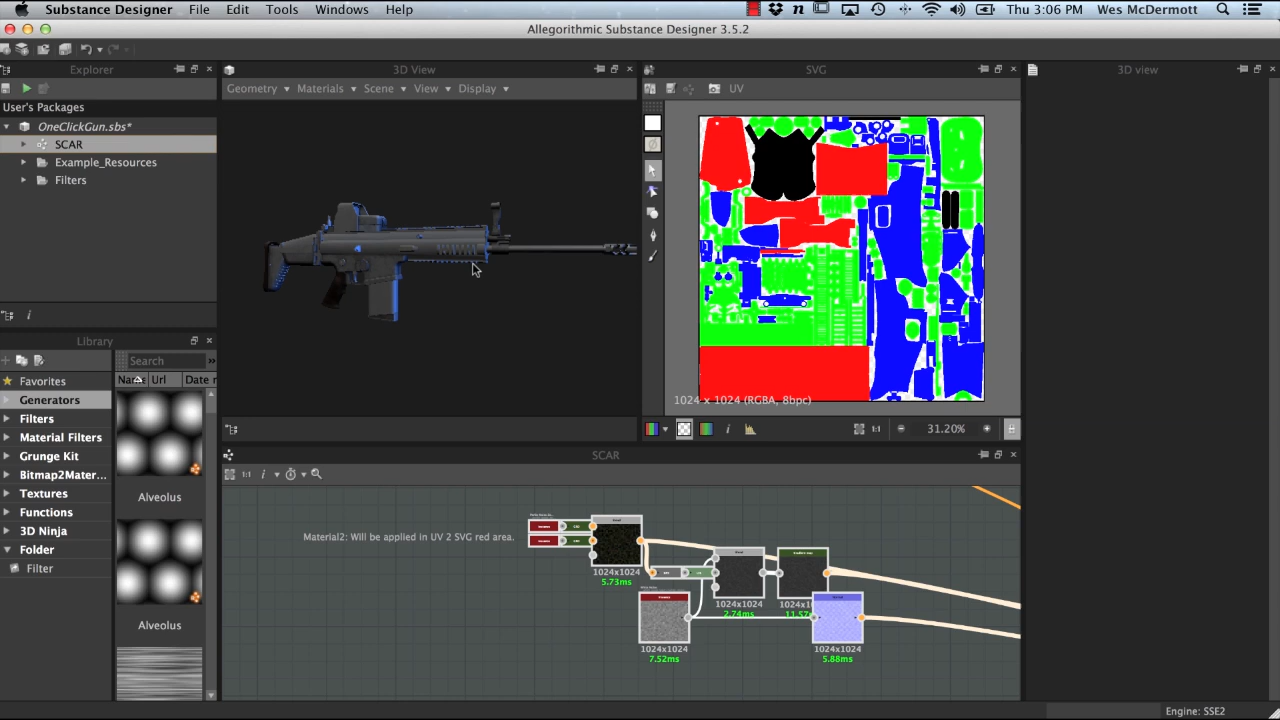 Substance Designer File Edit Tools Windows Help Thu 3:06 PM Wes McDermott
Allegorithmic Substance Designer 3.5.2
Explorer
3D View
SVG
3D view
Geometry Materials Scene View Display
UV
User's Packages
OneClickGun.sbs*
SCAR
Example_Resources
Filters
1024 x 1024 (RGBA, 8bpc)
31.20%
Library
Search
Url Date
Favorites
Generators
Filters
Material Filters
Grunge Kit
Bitmap2Mater...
Textures
Functions
3D Ninja
Folder
Filter
Alveolus
Alveolus
SCAR
Material2: Will be applied in UV 2 SVG red area.
1024x1024
5.73ms
1024x1024
2.74ms
1024x1
1024x1024
7.52ms
1024x1024
5.88ms
Engine: SSE2